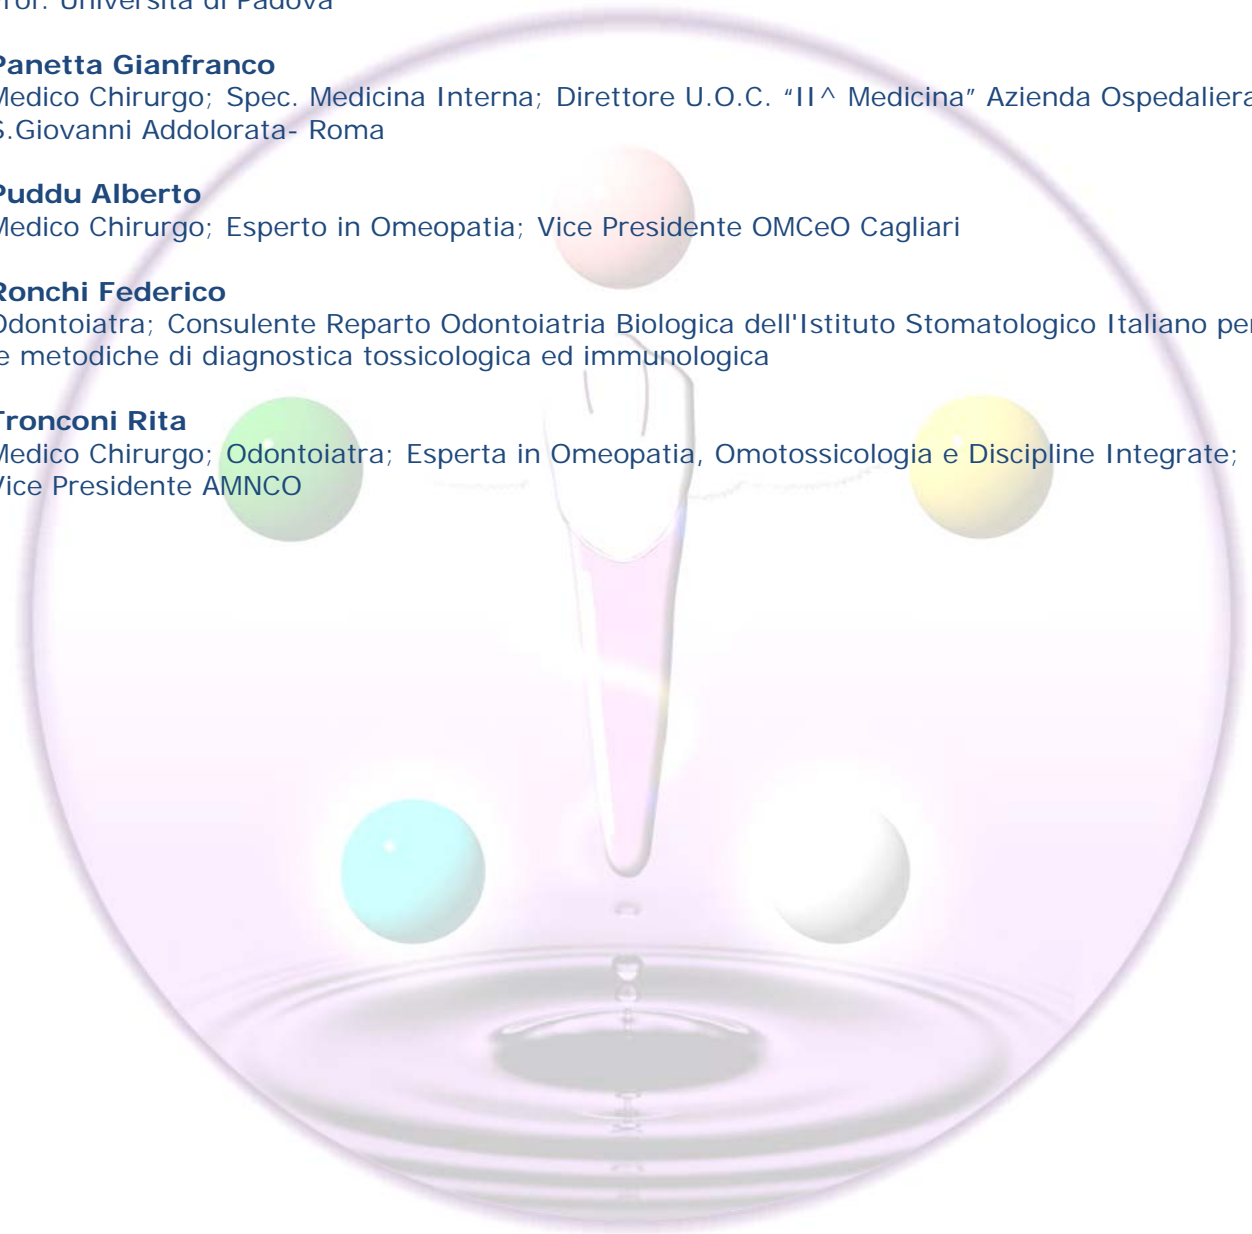 Prof. Università di Padova
Panetta Gianfranco
Medico Chirurgo; Spec. Medicina Interna; Direttore U.O.C. “II^ Medicina” Azienda Ospedaliera
S.Giovanni Addolorata- Roma
Puddu Alberto
Medico Chirurgo; Esperto in Omeopatia; Vice Presidente OMCeO Cagliari
Ronchi Federico
Odontoiatra; Consulente Reparto Odontoiatria Biologica dell'Istituto Stomatologico Italiano per
le metodiche di diagnostica tossicologica ed immunologica
Tronconi Rita
Medico Chirurgo; Odontoiatra; Esperta in Omeopatia, Omotossicologia e Discipline Integrate;
Vice Presidente AMNCO